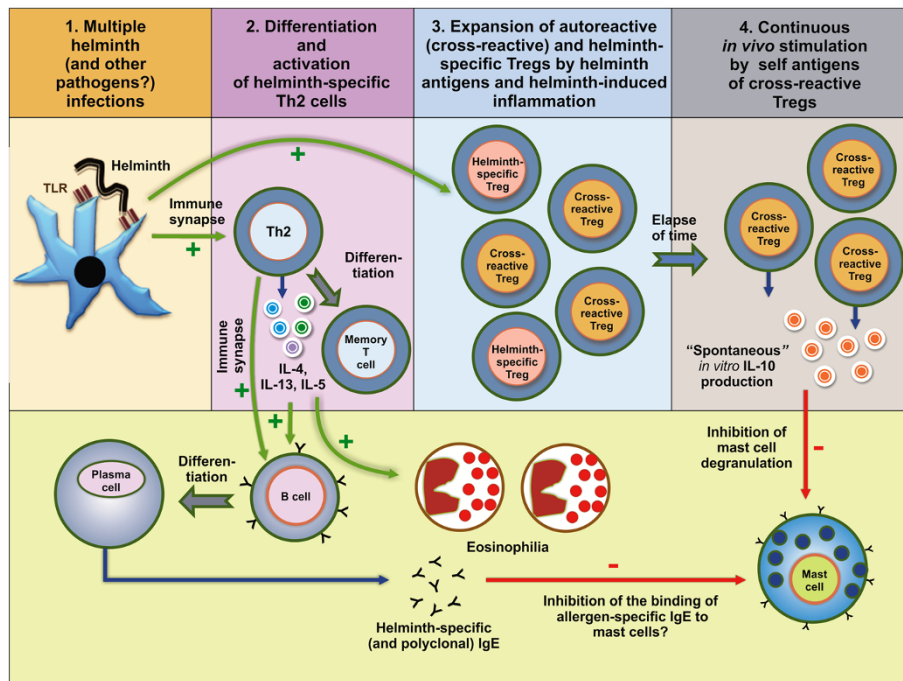 1. Multiple
helminth
(and other
pathogens?)
infections
2. Differentiation
and
activation
of helminth-specific
Th2 cells
3. Expansion of autoreactive
(cross-reactive) and helminth-
specific Tregs by helminth
antigens and helminth-induced
inflammation
4. Continuous
in vivo stimulation
by self antigens
of cross-reactive
Tregs
Helminth
TLR
Immune
synapse
+
+
Th2
Differen-
tiation
Memory
T
cell
Immune
synapse
IL-4,
IL-13, IL-5
+
+
+
Helminth-
specific
Treg
Cross-
reactive
Treg
Cross-
reactive
Treg
Cross-
reactive
Treg
Helminth-
specific
Treg
Elapse
of time
Cross-
reactive
Treg
Cross-
reactive
Treg
Cross-
reactive
Treg
“Spontaneous”
in vitro IL-10
production
Inhibition of
mast cell
degranulation
-
Plasma
cell
Differen-
tiation
B cell
Eosinophilia
Helminth-specific
(and polyclonal) IgE
-
Inhibition of the binding of
allergen-specific IgE to
mast cells?
Mast
cell